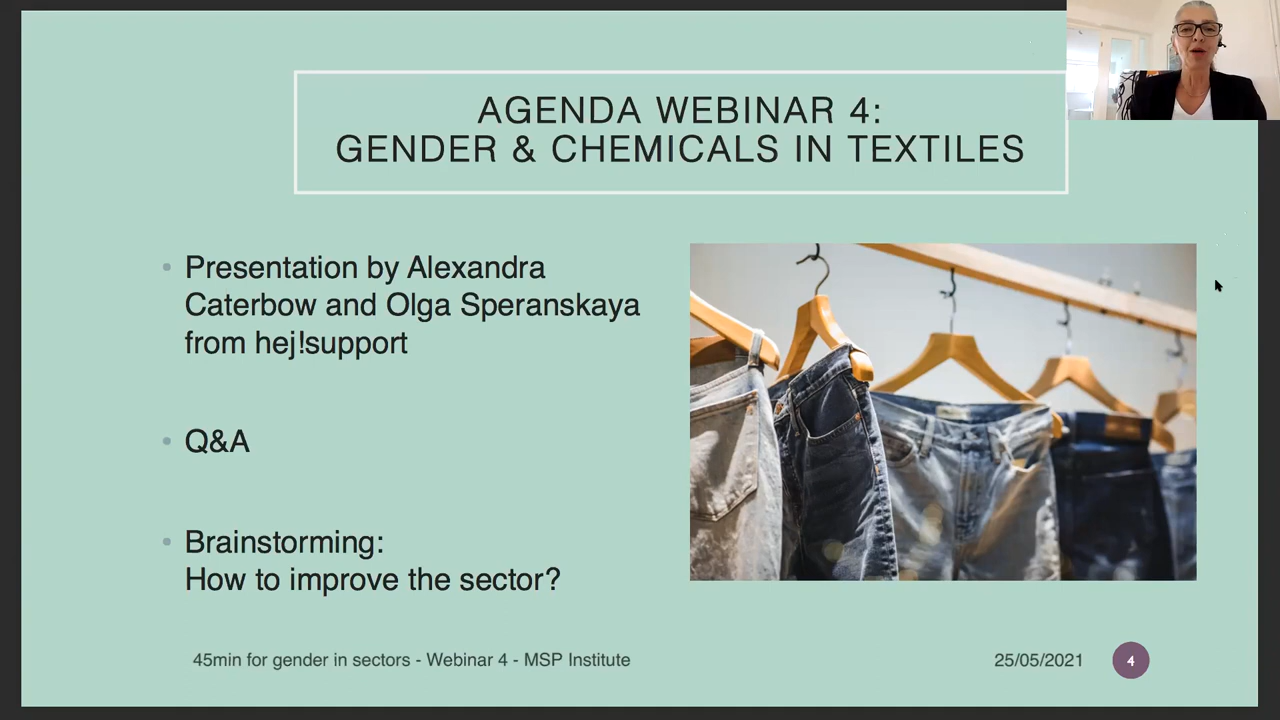 AGENDA WEBINAR 4:
GENDER & CHEMICALS IN TEXTILES
• Presentation by Alexandra
Caterbow and Olga Speranskaya
from hej!support
• Q&A
• Brainstorming:
How to improve the sector?
45min for gender in sectors - Webinar 4 - MSP Institute
25/05/2021
4